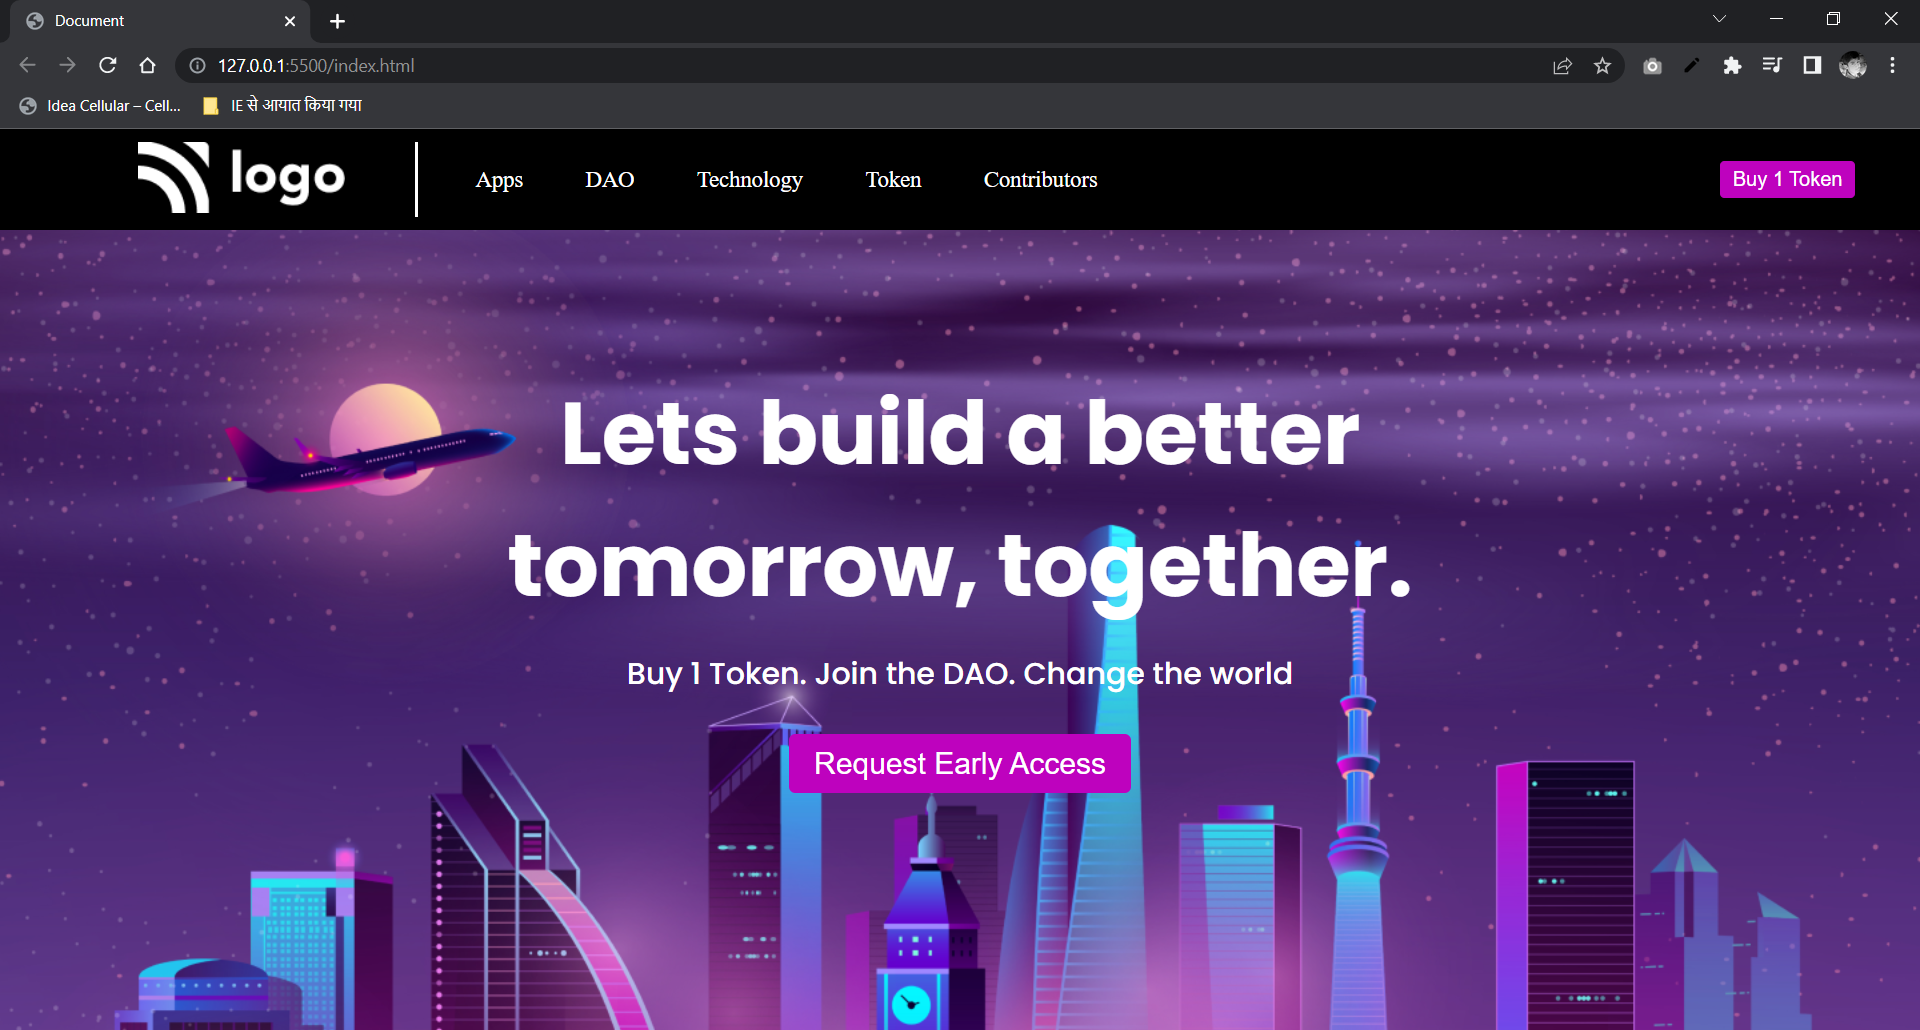 Document
127.0.0.1:5500/index.html
Idea Cellular – Cell... IE से आयात किया गया
logo Apps DAO Technology Token Contributors Buy 1 Token
Lets build a better
tomorrow, together.
Buy 1 Token. Join the DAO. Change the world
Request Early Access